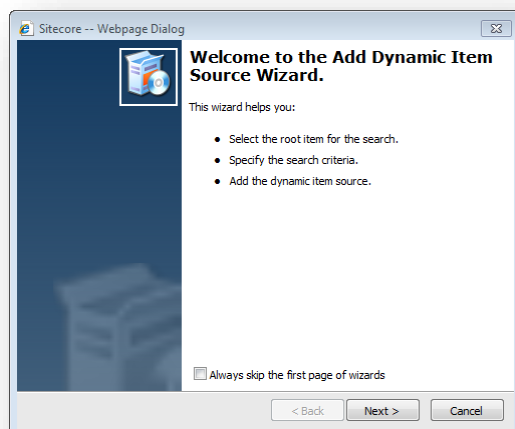 Sitecore -- Webpage Dialog
Welcome to the Add Dynamic Item
Source Wizard.
This wizard helps you:
• Select the root item for the search.
• Specify the search criteria.
• Add the dynamic item source.
Always skip the first page of wizards
< Back Next > Cancel